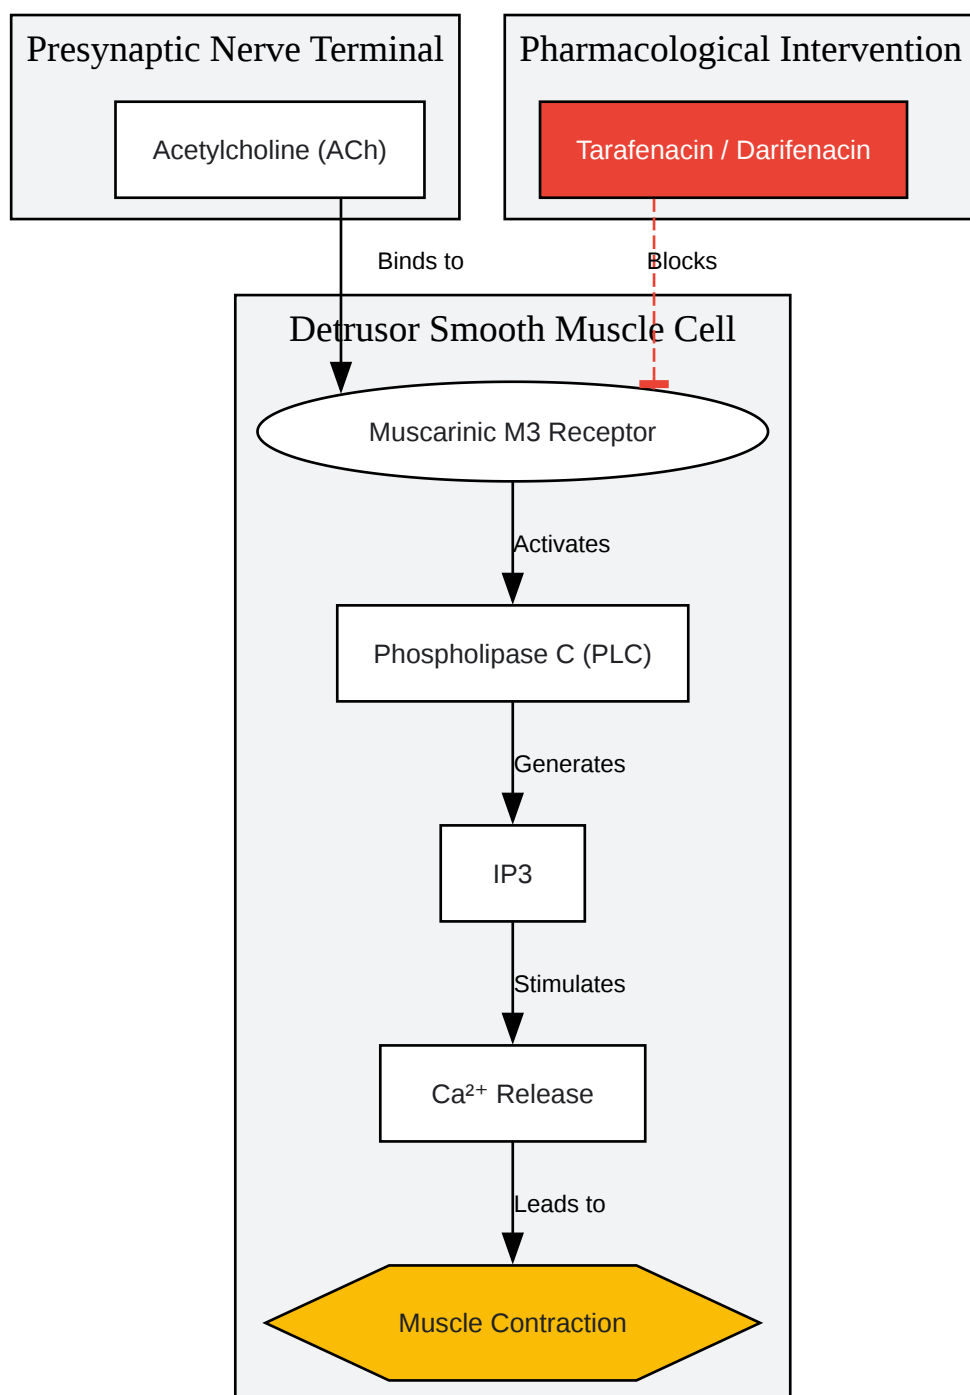 Presynaptic Nerve Terminal
Pharmacological Intervention
Acetylcholine (ACh)
Tarafenacin / Darifenacin
Binds to
Blocks
Detrusor Smooth Muscle Cell
Muscarinic M3 Receptor
Activates
Phospholipase C (PLC)
Generates
IP3
Stimulates
Ca²⁺ Release
Leads to
Muscle Contraction